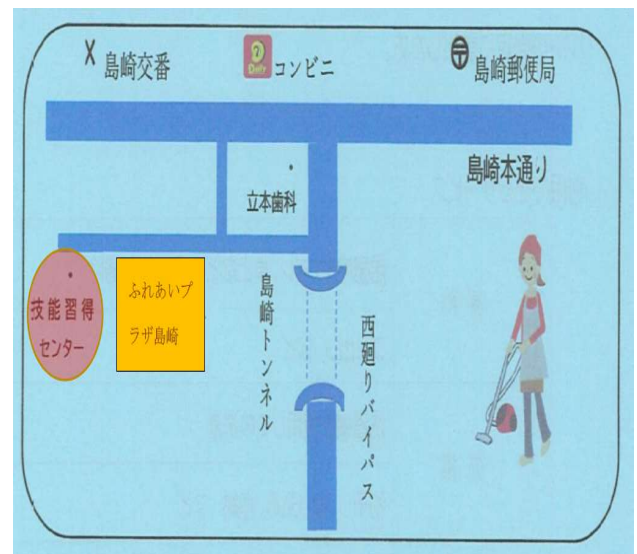 島崎交番
コンビニ
島崎郵便局
島崎本通り
立本歯科
技能習得
センター
ふれあいプ
ラザ島崎
島崎トンネル
西廻りバイパス